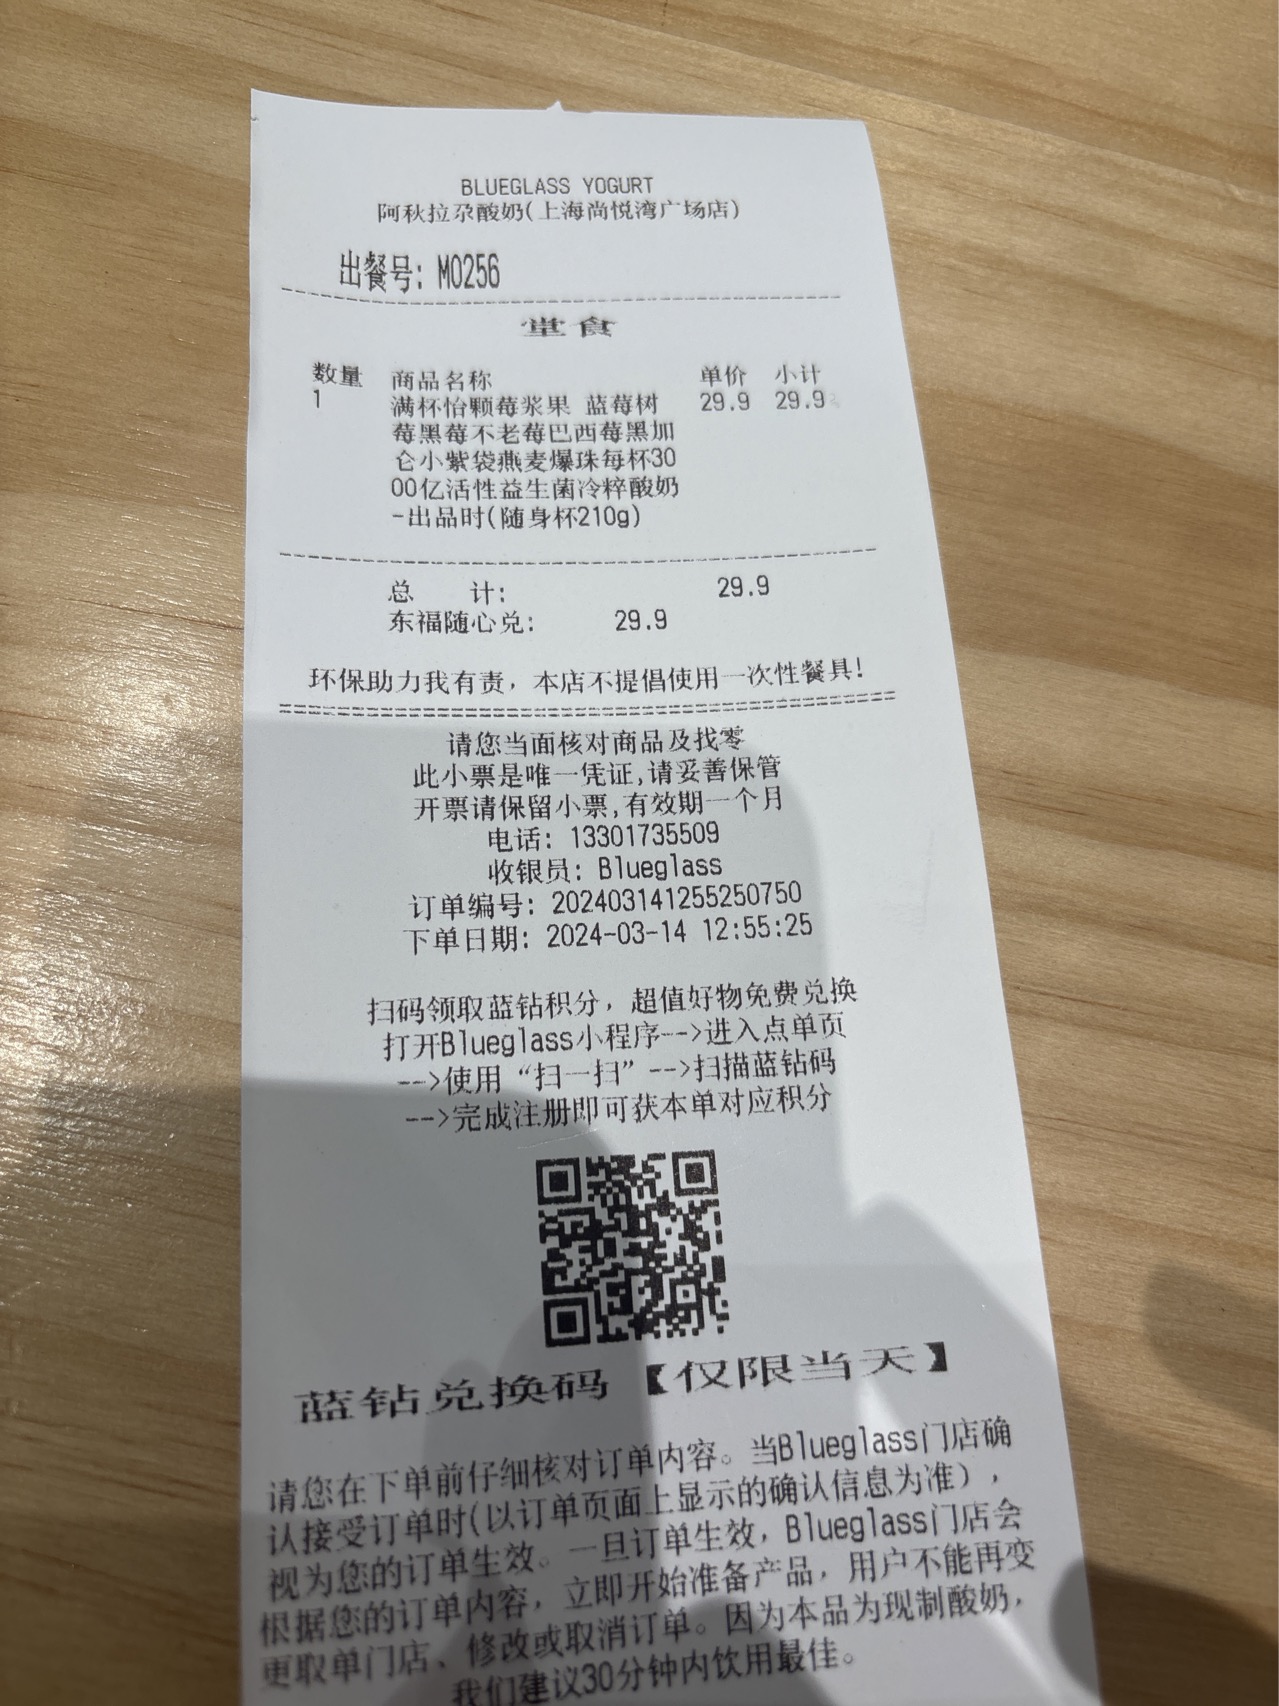 BLUEGLASS YOGURT
阿秋拉尕酸奶(上海尚悦湾广场店)
出餐号: M0256
堂食
数量 商品名称 单价 小计
1 满杯怡颗莓浆果 蓝莓树 29.9 29.9
莓黑莓不老莓巴西莓黑加
仑小紫袋燕麦爆珠每杯30
00亿活性益生菌冷粹酸奶
-出品时(随身杯210g)
总 计: 29.9
东福随心兑: 29.9
环保助力我有责，本店不提倡使用一次性餐具!
请您当面核对商品及找零
此小票是唯一凭证,请妥善保管
开票请保留小票,有效期一个月
电话: 13301735509
收银员: Blueglass
订单编号: 202403141255250750
下单日期: 2024-03-14 12:55:25
扫码领取蓝钻积分，超值好物免费兑换
打开Blueglass小程序-->进入点单页
-->使用“扫一扫”-->扫描蓝钻码
-->完成注册即可获本单对应积分
蓝钻兑换码【仅限当天】
请您在下单前仔细核对订单内容。当Blueglass门店确
认接受订单时(以订单页面上显示的确认信息为准)，
视为您的订单生效。一旦订单生效，Blueglass门店会
根据您的订单内容，立即开始准备产品，用户不能再变
更取单门店、修改或取消订单。因为本品为现制酸奶，
我们建议30分钟内饮用最佳。